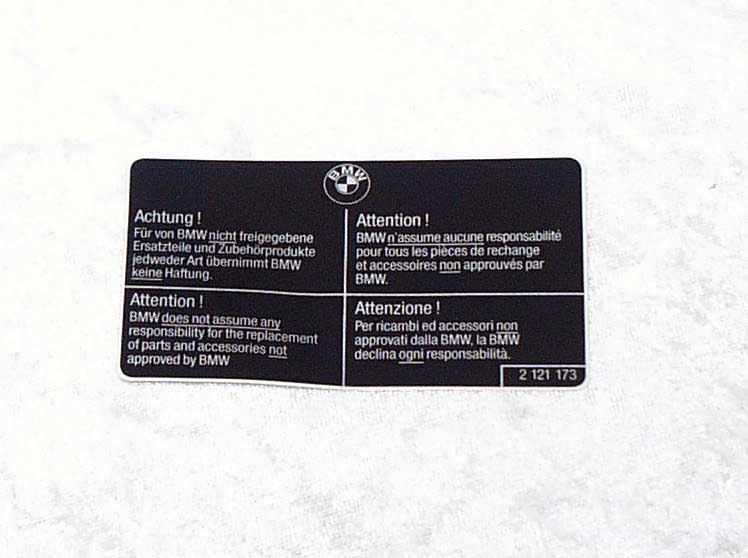 BMW
Achtung !
Für von BMW nicht freigegebene
Ersatzteile und Zubehörprodukte
jedweder Art übernimmt BMW
keine Haftung.
Attention !
BMW n'assume aucune responsabilité
pour tous les pièces de rechange
et accessoires non approuvés par
BMW.
Attention !
BMW does not assume any
responsibility for the replacement
of parts and accessories not
approved by BMW
Attenzione !
Per ricambi ed accessori non
approvati dalla BMW, la BMW
declina ogni responsabilità.
2 121 173